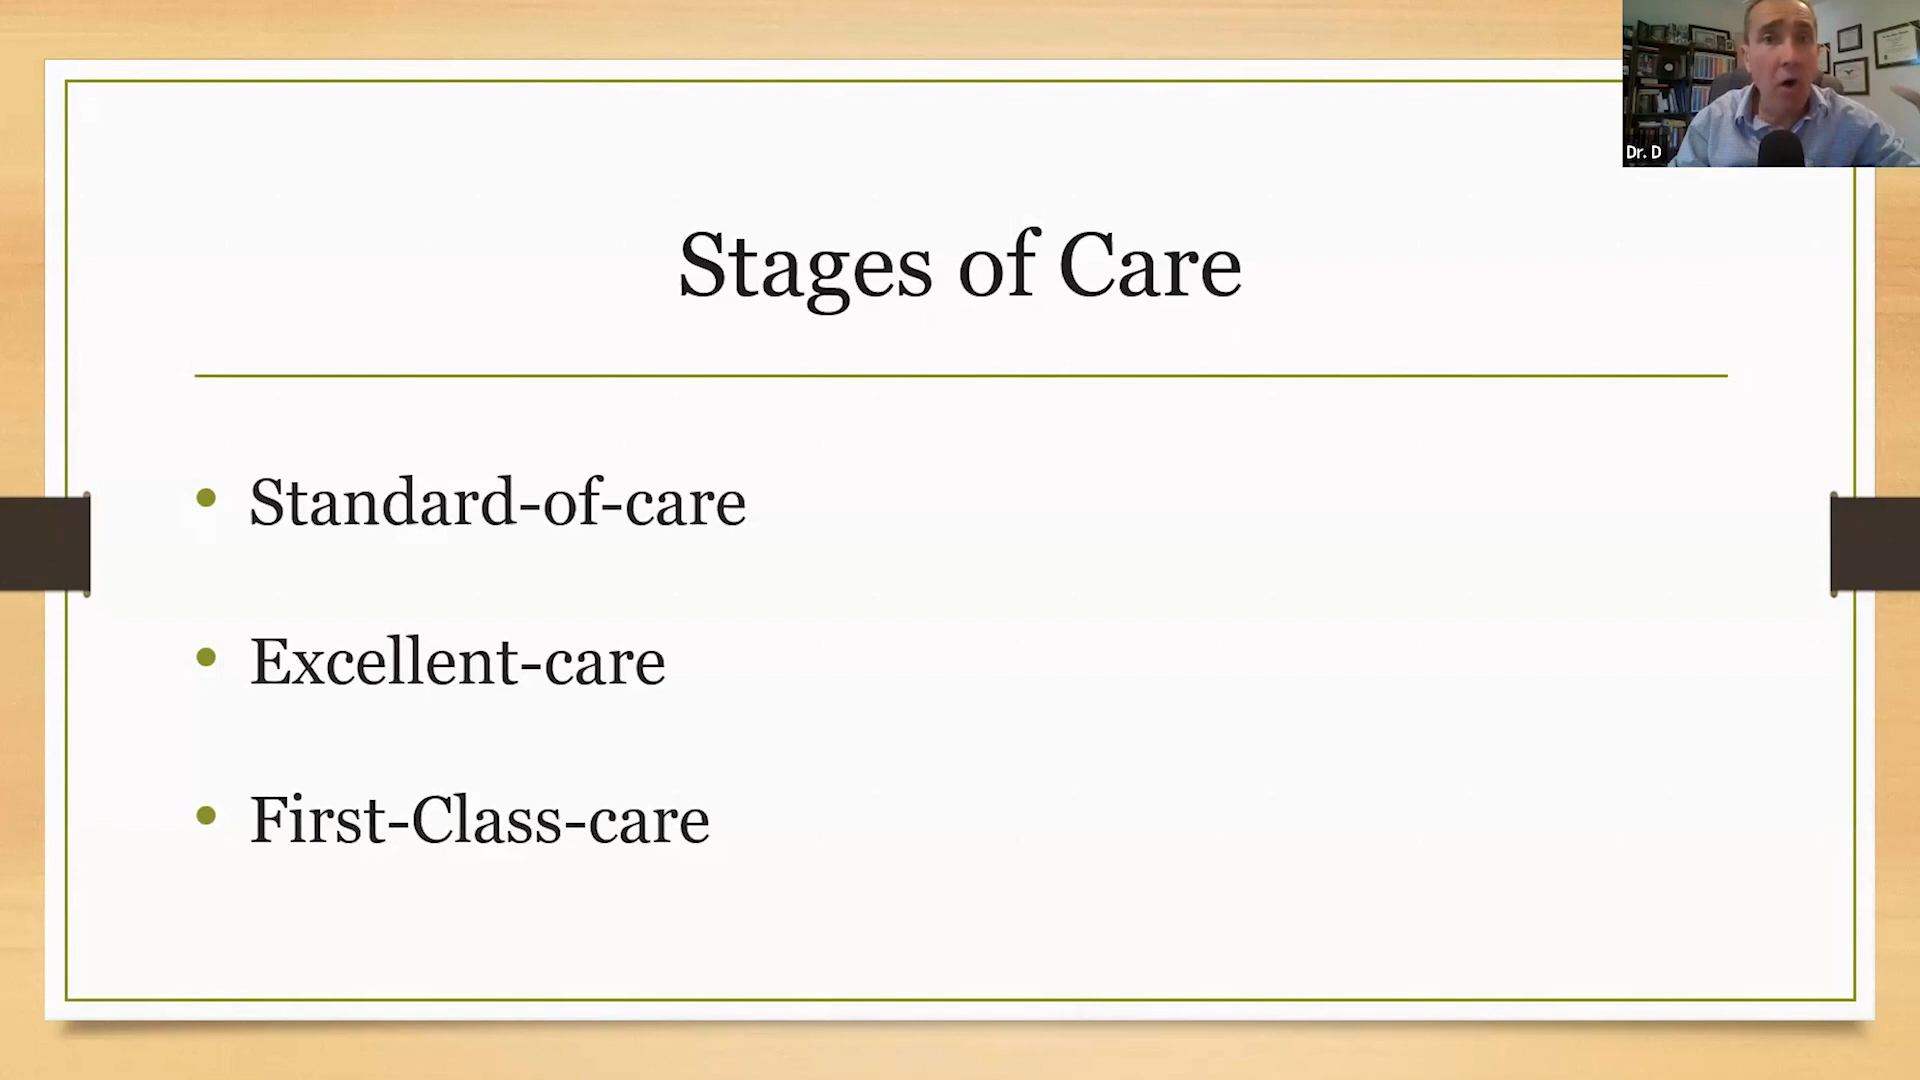 Dr. D
Stages of Care
• Standard-of-care
• Excellent-care
• First-Class-care